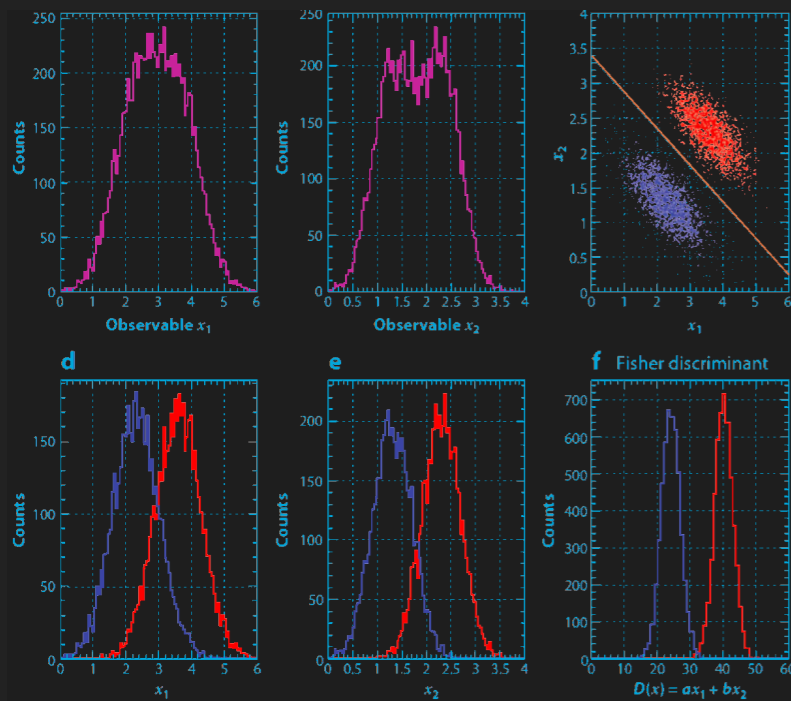 250
200
150
100
50
0
Counts
0 1 2 3 4 5 6
Observable x₁
250
200
150
100
50
0
Counts
0 0.5 1 1.5 2 2.5 3 3.5 4
Observable x₂
4
3.5
3
2.5
2
1.5
1
0.5
0
x₂
0 1 2 3 4 5 6
x₁
d
150
100
50
0
Counts
0 1 2 3 4 5 6
x₁
e
200
150
100
50
0
Counts
0 0.5 1 1.5 2 2.5 3 3.5 4
x₂
f Fisher discriminant
700
600
500
400
300
200
100
0
Counts
0 10 20 30 40 50 60
D(x) = ax₁ + bx₂